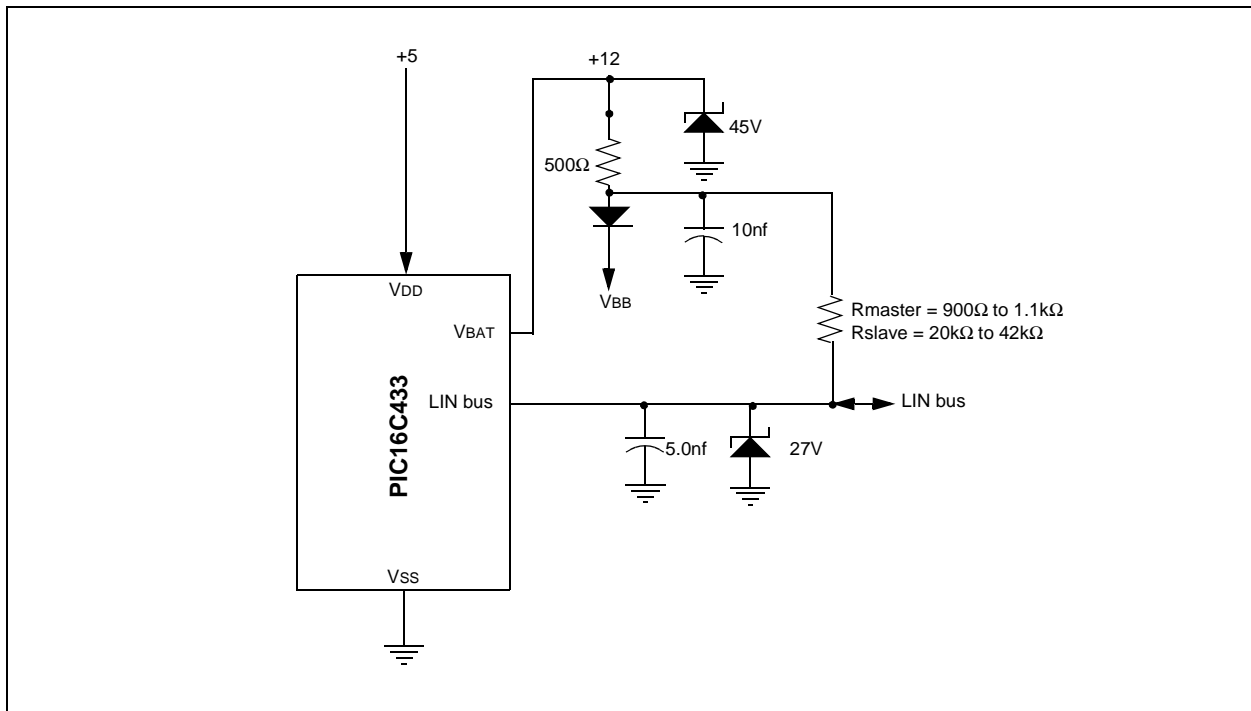 +5
+12
45V
500Ω
10nf
VDD
VBB
VBAT
Rmaster = 900Ω to 1.1kΩ
Rslave = 20kΩ to 42kΩ
PIC16C433
LIN bus
LIN bus
5.0nf
27V
VSS